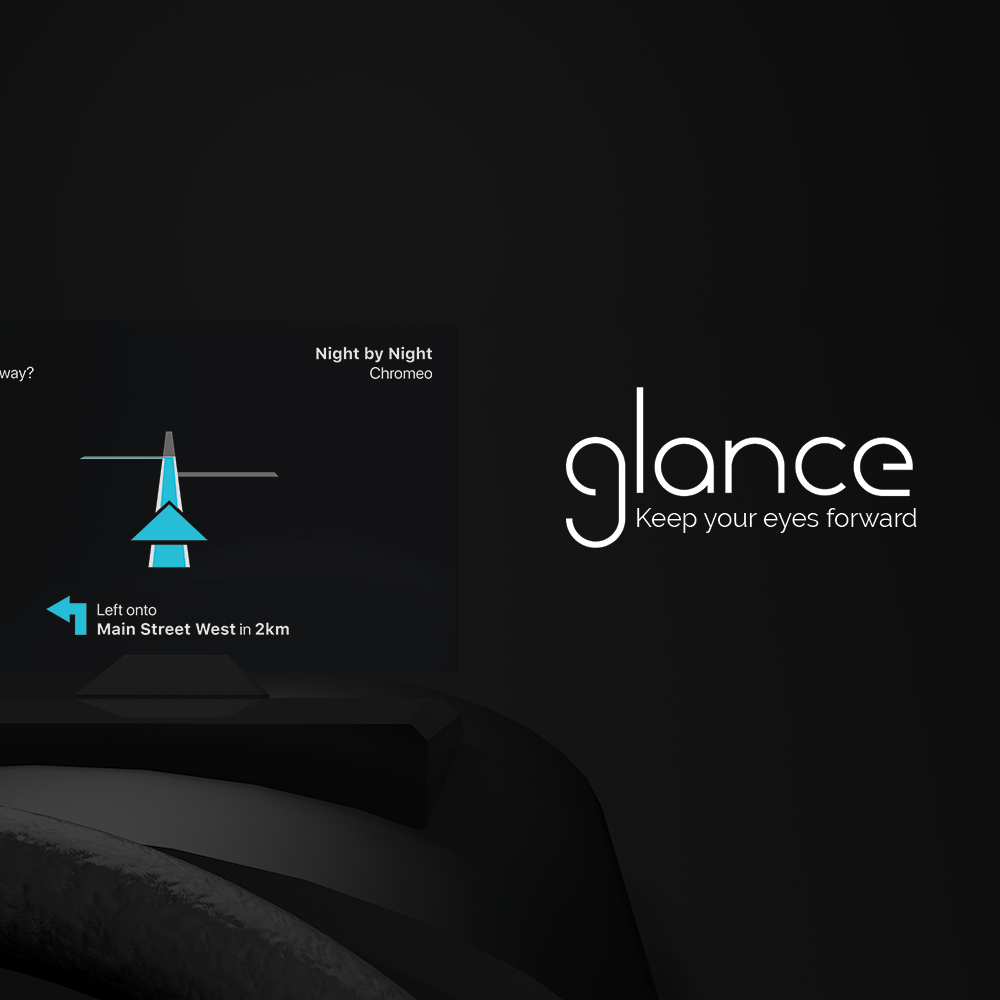 Night by Night
way?
Chromeo
glance
Keep your eyes forward
Left onto
Main Street West in 2km